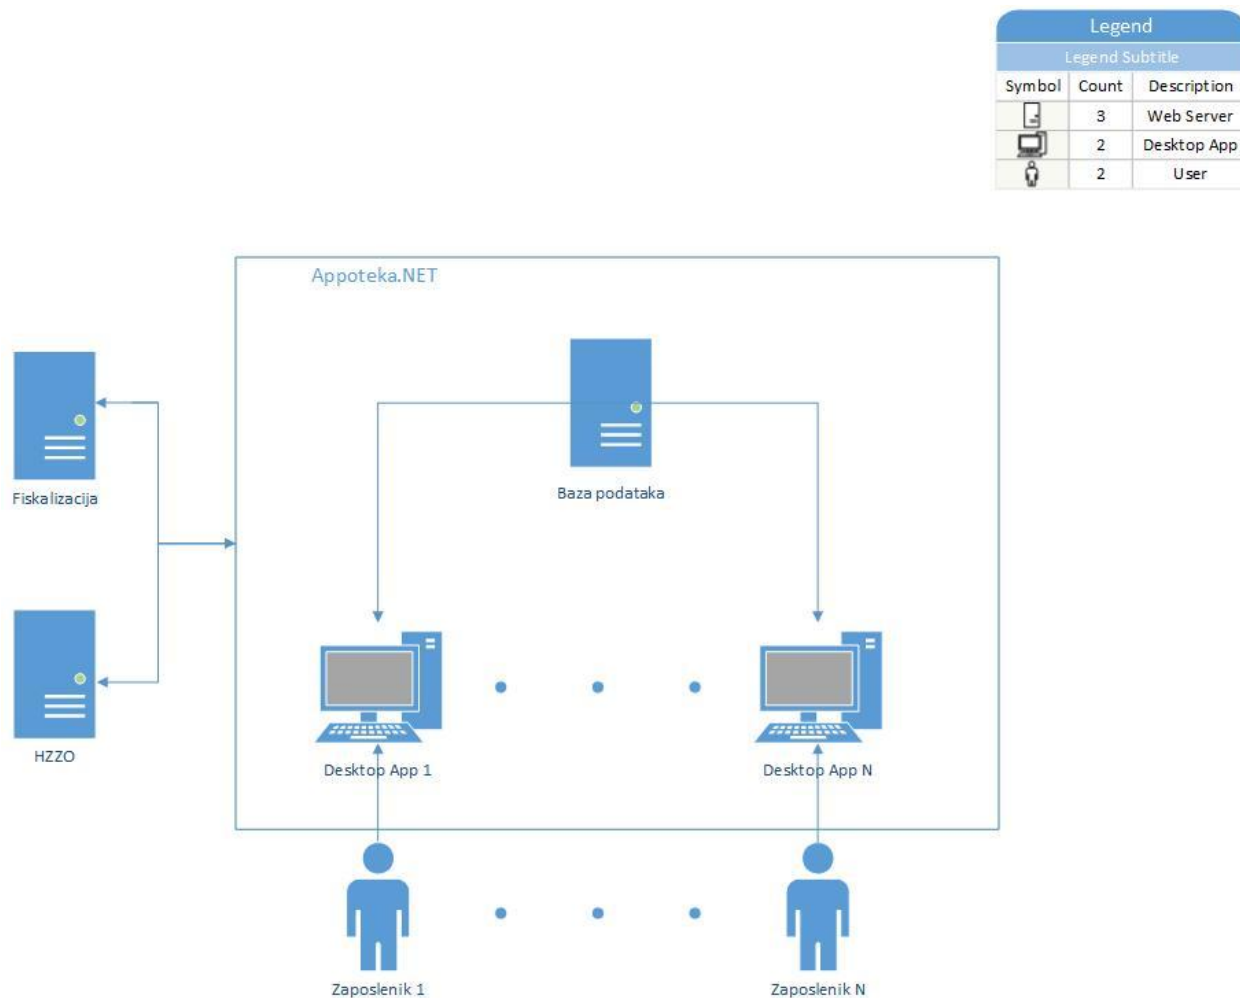 Legend
Legend Subtitle
Symbol Count Description
3 Web Server
2 Desktop App
2 User
Appoteka.NET
Fiskalizacija
Baza podataka
HZZO
Desktop App 1
Desktop App N
Zaposlenik 1
Zaposlenik N